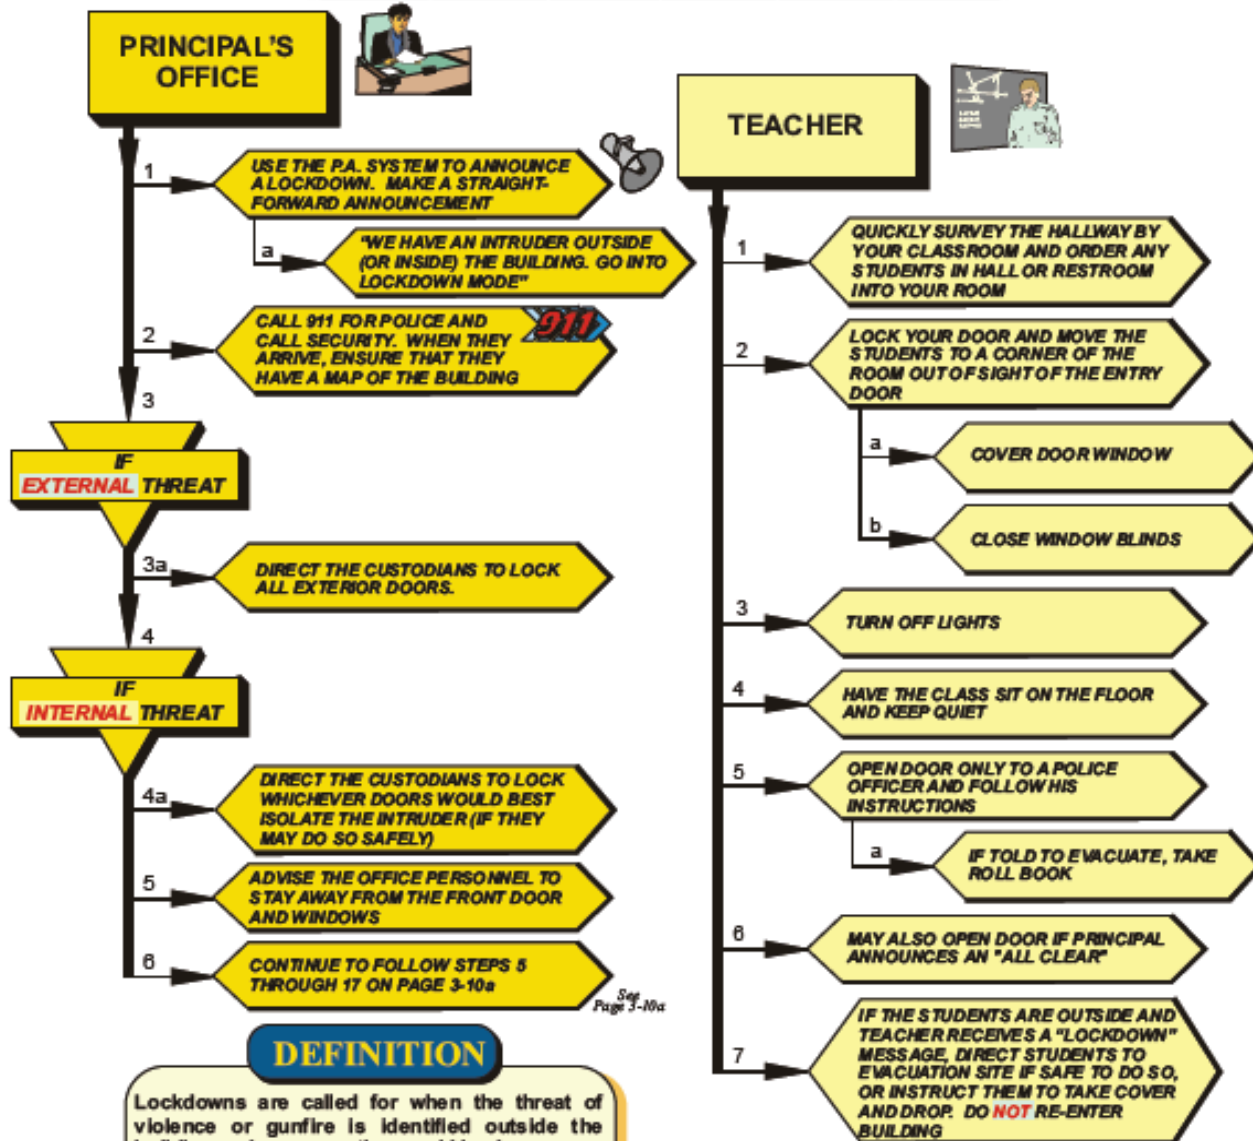 PRINCIPAL'S
OFFICE
1
USE THE P.A. SYSTEM TO ANNOUNCE
A LOCKDOWN. MAKE A STRAIGHT-
FORWARD ANNOUNCEMENT
a
"WE HAVE AN INTRUDER OUTSIDE
(OR INSIDE) THE BUILDING. GO INTO
LOCKDOWN MODE"
2
CALL 911 FOR POLICE AND
CALL SECURITY. WHEN THEY
ARRIVE, ENSURE THAT THEY
HAVE A MAP OF THE BUILDING
911
3
IF
EXTERNAL THREAT
3a
DIRECT THE CUSTODIANS TO LOCK
ALL EXTERIOR DOORS.
4
IF
INTERNAL THREAT
4a
DIRECT THE CUSTODIANS TO LOCK
WHICHEVER DOORS WOULD BEST
ISOLATE THE INTRUDER (IF THEY
MAY DO SO SAFELY)
5
ADVISE THE OFFICE PERSONNEL TO
STAY AWAY FROM THE FRONT DOOR
AND WINDOWS
6
CONTINUE TO FOLLOW STEPS 5
THROUGH 17 ON PAGE 3-10a
See
Page 3-10a
DEFINITION
Lockdowns are called for when the threat of
violence or gunfire is identified outside the
TEACHER
1
QUICKLY SURVEY THE HALLWAY BY
YOUR CLASSROOM AND ORDER ANY
STUDENTS IN HALL OR RESTROOM
INTO YOUR ROOM
2
LOCK YOUR DOOR AND MOVE THE
STUDENTS TO A CORNER OF THE
ROOM OUT OF SIGHT OF THE ENTRY
DOOR
a
COVER DOOR WINDOW
b
CLOSE WINDOW BLINDS
3
TURN OFF LIGHTS
4
HAVE THE CLASS SIT ON THE FLOOR
AND KEEP QUIET
5
OPEN DOOR ONLY TO A POLICE
OFFICER AND FOLLOW HIS
INSTRUCTIONS
a
IF TOLD TO EVACUATE, TAKE
ROLL BOOK
6
MAY ALSO OPEN DOOR IF PRINCIPAL
ANNOUNCES AN "ALL CLEAR"
7
IF THE STUDENTS ARE OUTSIDE AND
TEACHER RECEIVES A "LOCKDOWN"
MESSAGE, DIRECT STUDENTS TO
EVACUATION SITE IF SAFE TO DO SO,
OR INSTRUCT THEM TO TAKE COVER
AND DROP. DO NOT RE-ENTER
BUILDING